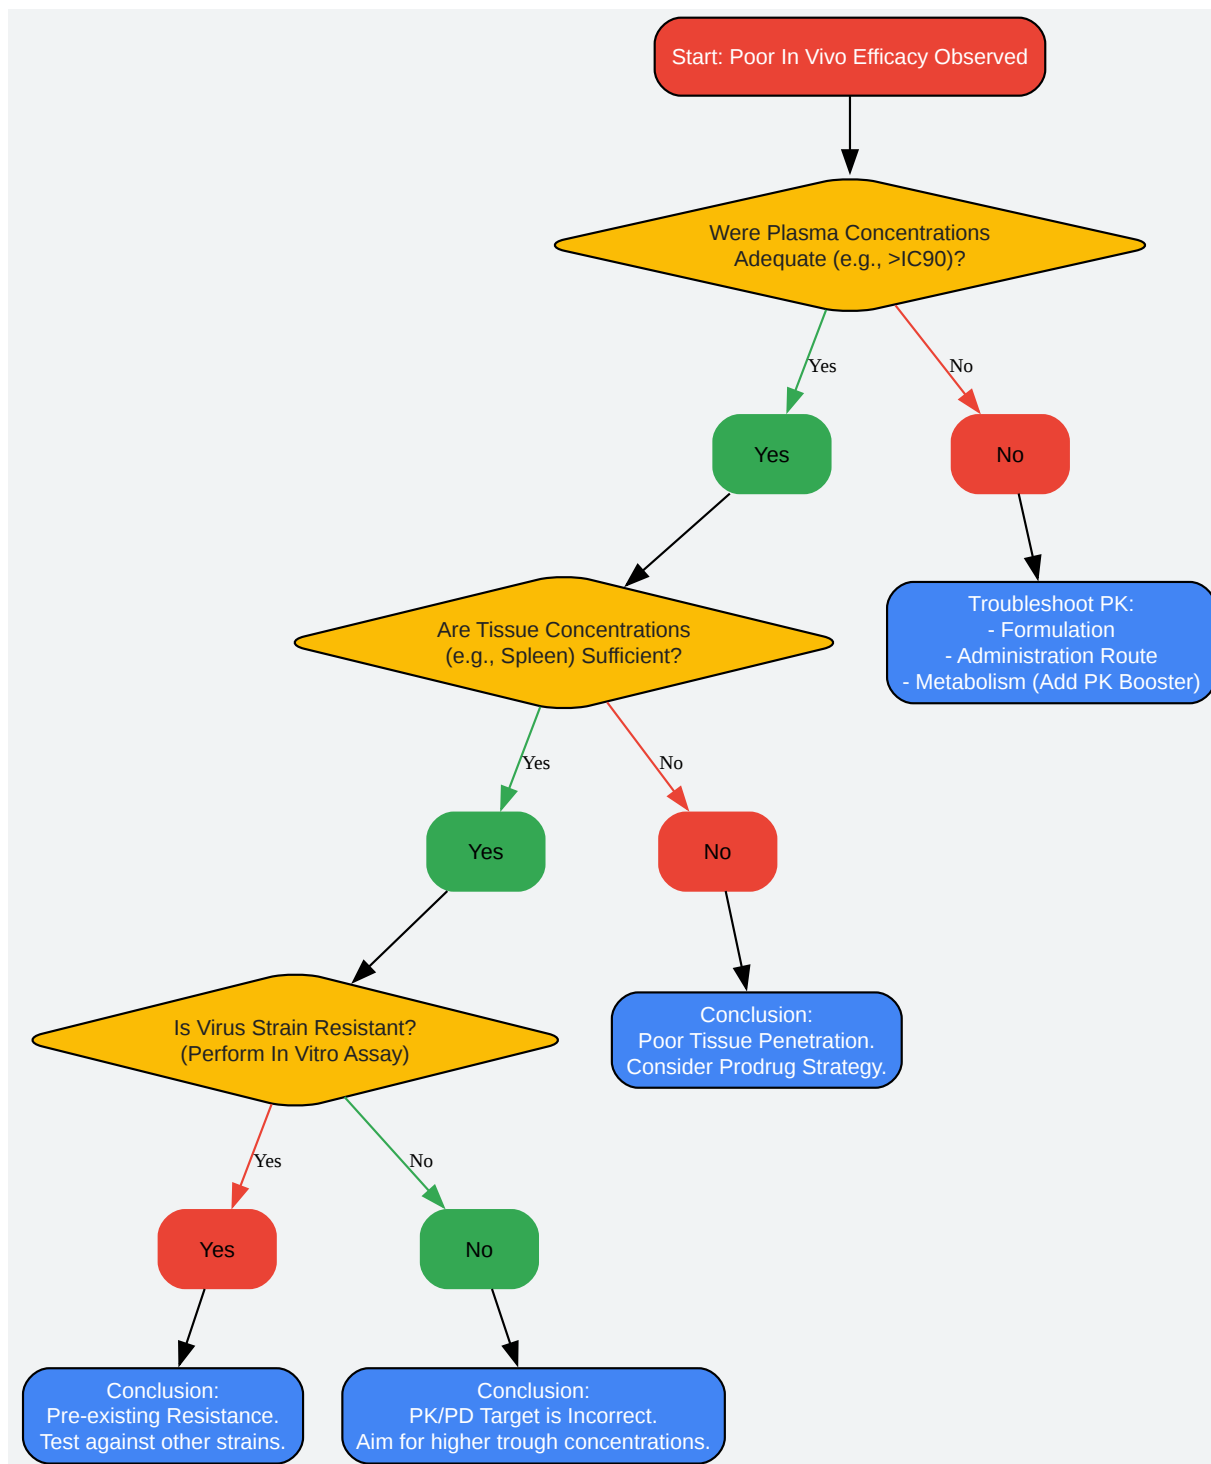 Start: Poor In Vivo Efficacy Observed
Were Plasma Concentrations
Adequate (e.g., >IC90)?
Yes
No
Yes
No
Troubleshoot PK:
- Formulation
- Administration Route
- Metabolism (Add PK Booster)
Are Tissue Concentrations
(e.g., Spleen) Sufficient?
Yes
No
Yes
No
Conclusion:
Poor Tissue Penetration.
Consider Prodrug Strategy.
Is Virus Strain Resistant?
(Perform In Vitro Assay)
Yes
No
Yes
No
Conclusion:
Pre-existing Resistance.
Test against other strains.
Conclusion:
PK/PD Target is Incorrect.
Aim for higher trough concentrations.